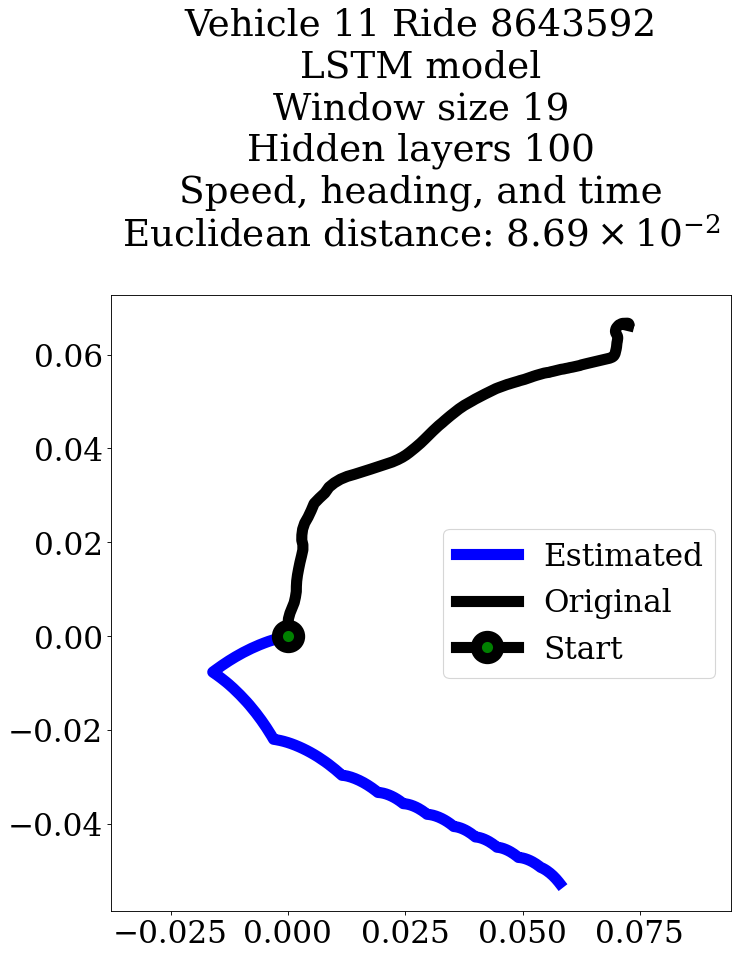 Vehicle 11 Ride 8643592
LSTM model
Window size 19
Hidden layers 100
Speed, heading, and time
Euclidean distance: 8.69 × 10⁻²
0.06
0.04
0.02
0.00
−0.02
−0.04
Estimated
Original
Start
−0.025 0.000 0.025 0.050 0.075